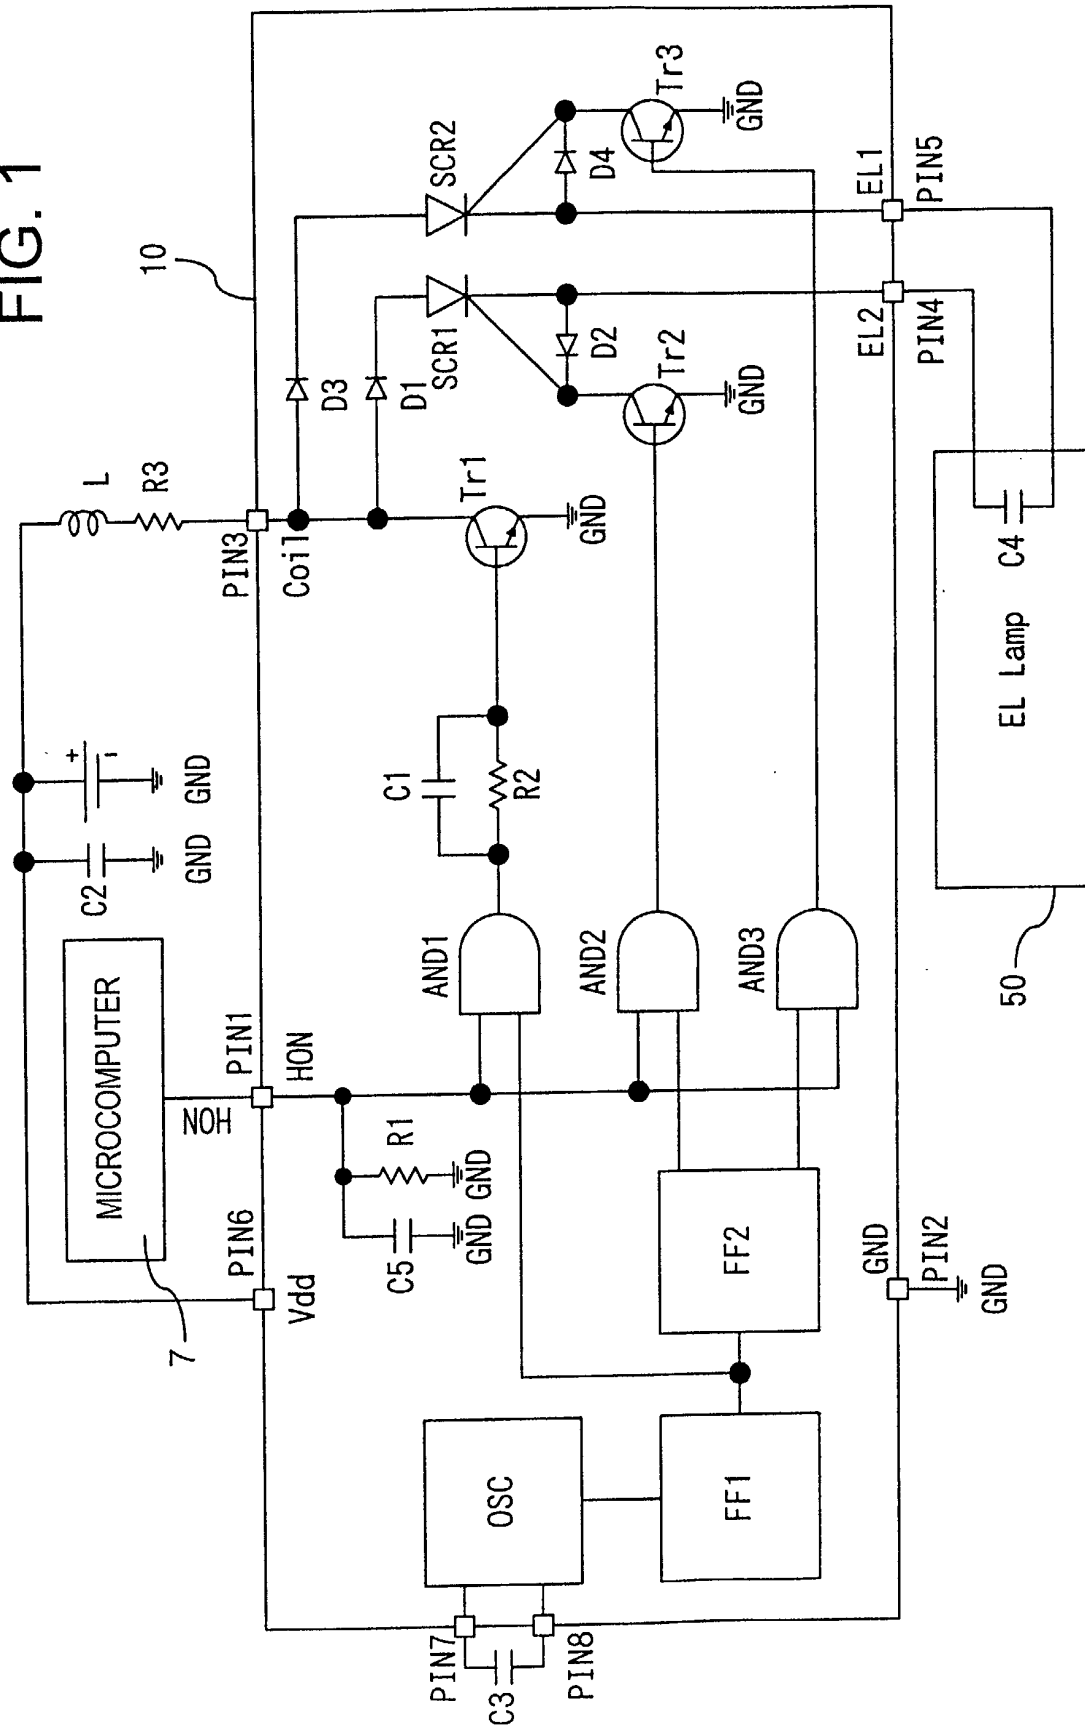 FIG. 1
10
7
MICROCOMPUTER
C2
GND
GND
+
-
L
R3
PIN6
PIN1
PIN3
HON
Vdd
HON
Coil
D3
D1
SCR1
SCR2
C5
GND
R1
GND
C1
R2
Tr1
GND
AND1
AND2
AND3
OSC
FF1
FF2
PIN7
PIN8
C3
D2
D4
Tr2
GND
Tr3
GND
GND
PIN2
GND
EL2
PIN4
EL1
PIN5
50
EL Lamp
C4